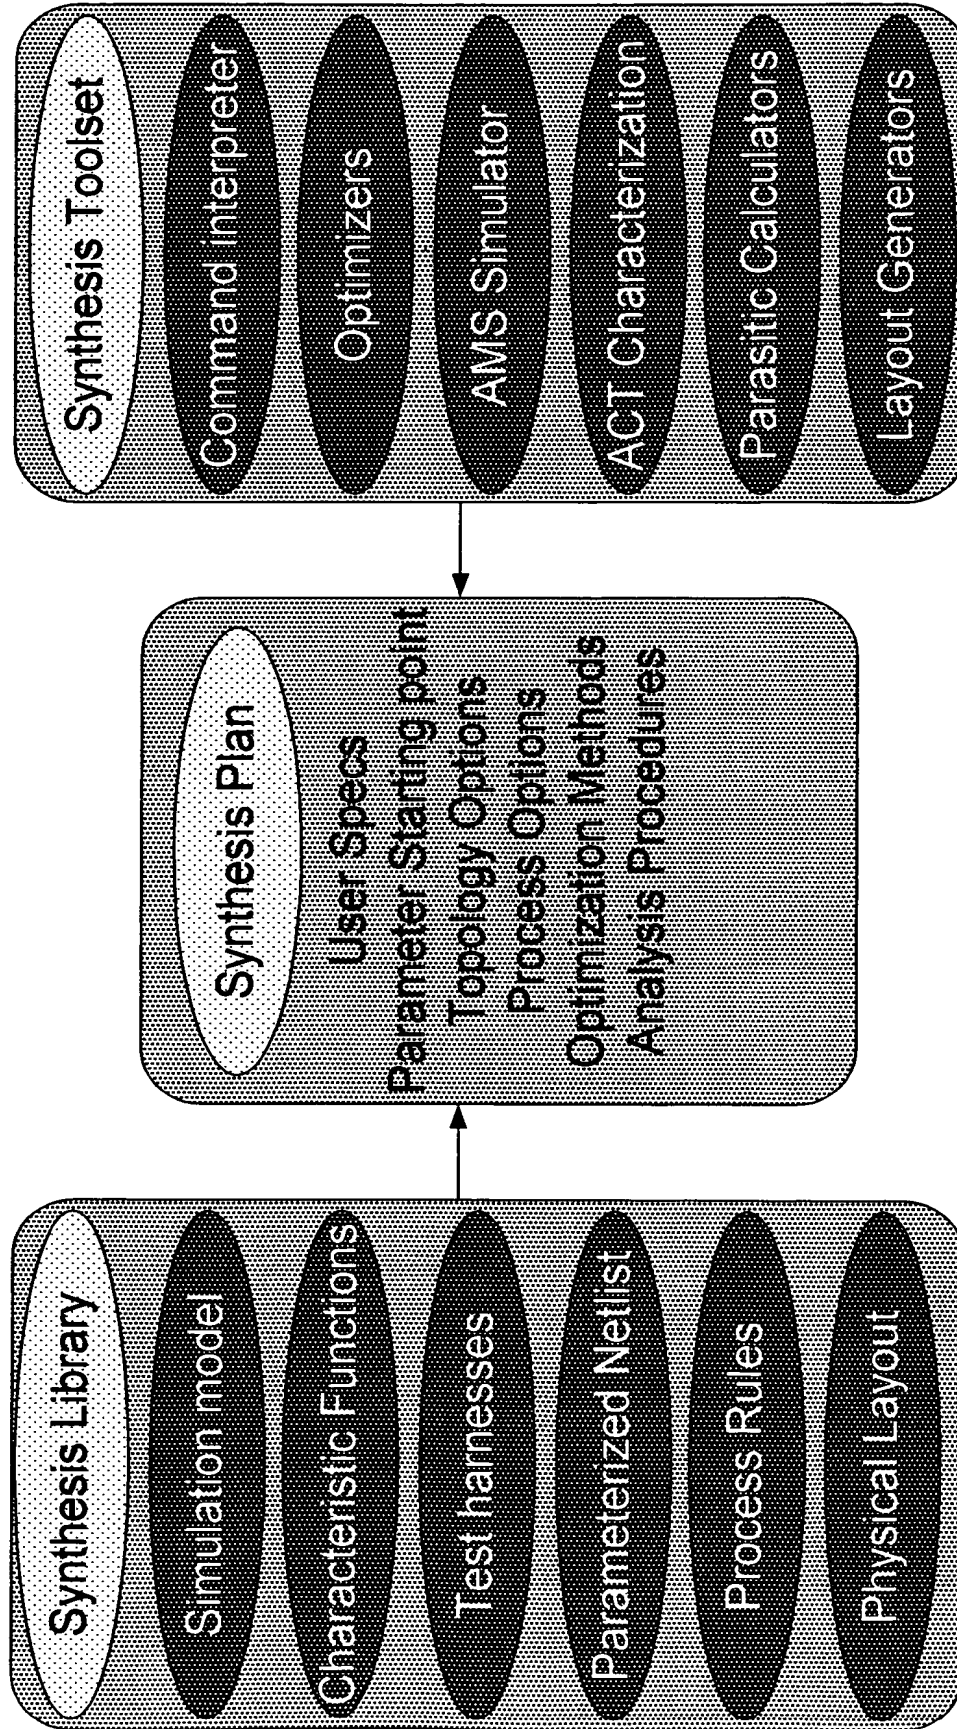 Synthesis Library
Simulation model
Characteristic Functions
Test harnesses
Parameterized Netlist
Process Rules
Physical Layout
Synthesis Plan
User Specs
Parameter Starting point
Topology Options
Process Options
Optimization Methods
Analysis Procedures
Synthesis Toolset
Command interpreter
Optimizers
AMS Simulator
ACT Characterization
Parasitic Calculators
Layout Generators